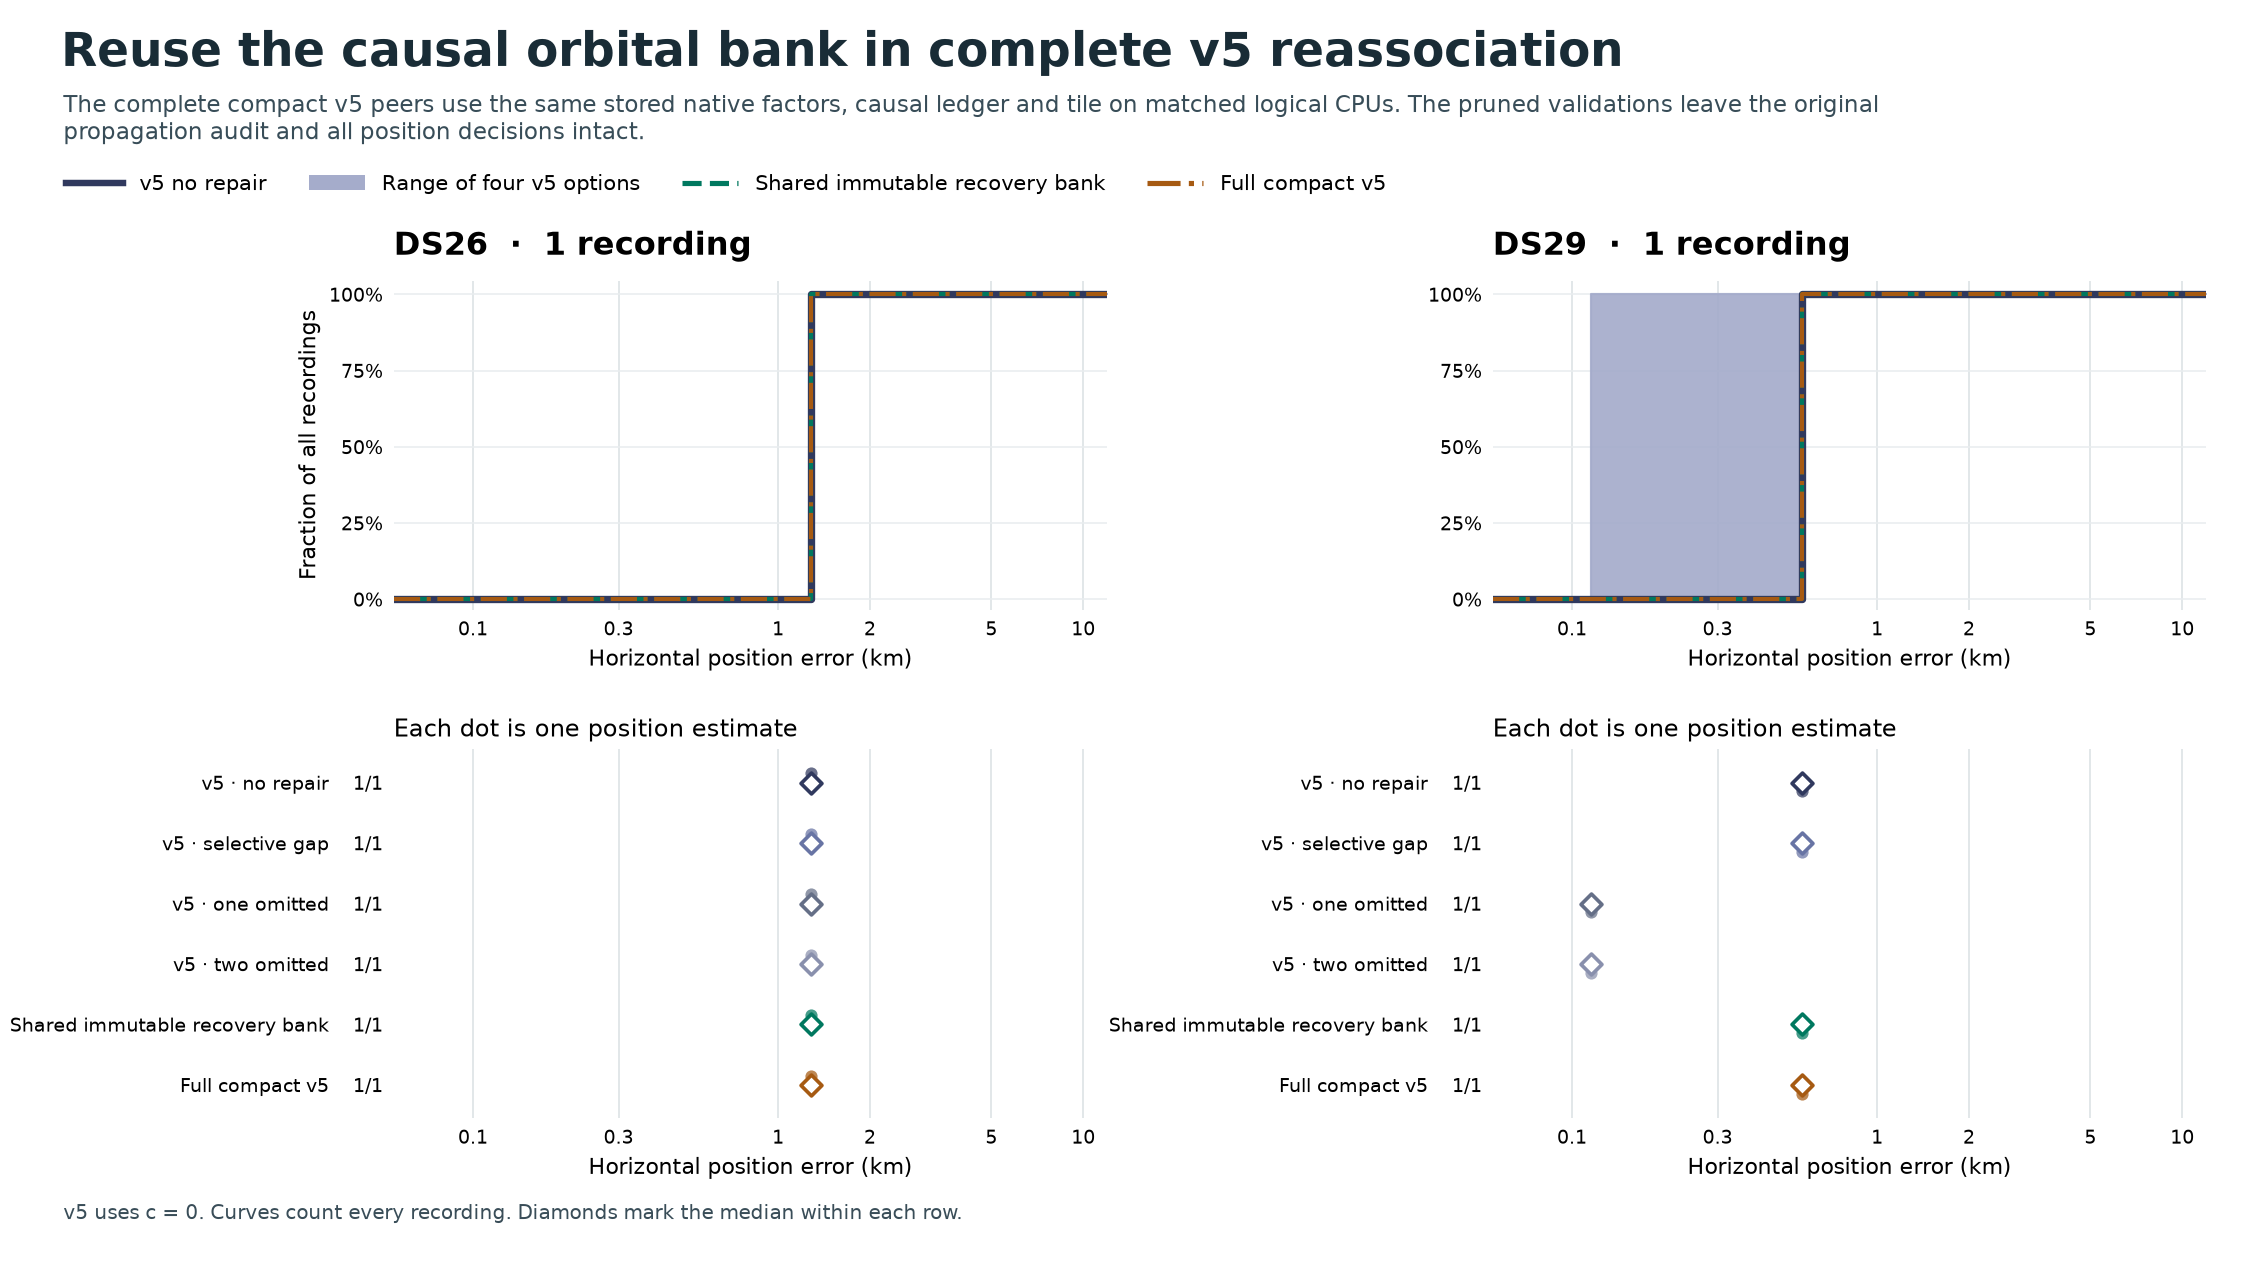 Reuse the causal orbital bank in complete v5 reassociation
The complete compact v5 peers use the same stored native factors, causal ledger and tile on matched logical CPUs. The pruned validations leave the original
propagation audit and all position decisions intact.
v5 no repair
Range of four v5 options
Shared immutable recovery bank
Full compact v5
DS26 · 1 recording
Fraction of all recordings
100%
75%
50%
25%
0%
0.1 0.3 1 2 5 10
Horizontal position error (km)
DS29 · 1 recording
100%
75%
50%
25%
0%
0.1 0.3 1 2 5 10
Horizontal position error (km)
Each dot is one position estimate
v5 · no repair 1/1
v5 · selective gap 1/1
v5 · one omitted 1/1
v5 · two omitted 1/1
Shared immutable recovery bank 1/1
Full compact v5 1/1
0.1 0.3 1 2 5 10
Horizontal position error (km)
Each dot is one position estimate
v5 · no repair 1/1
v5 · selective gap 1/1
v5 · one omitted 1/1
v5 · two omitted 1/1
Shared immutable recovery bank 1/1
Full compact v5 1/1
0.1 0.3 1 2 5 10
Horizontal position error (km)
v5 uses c = 0. Curves count every recording. Diamonds mark the median within each row.